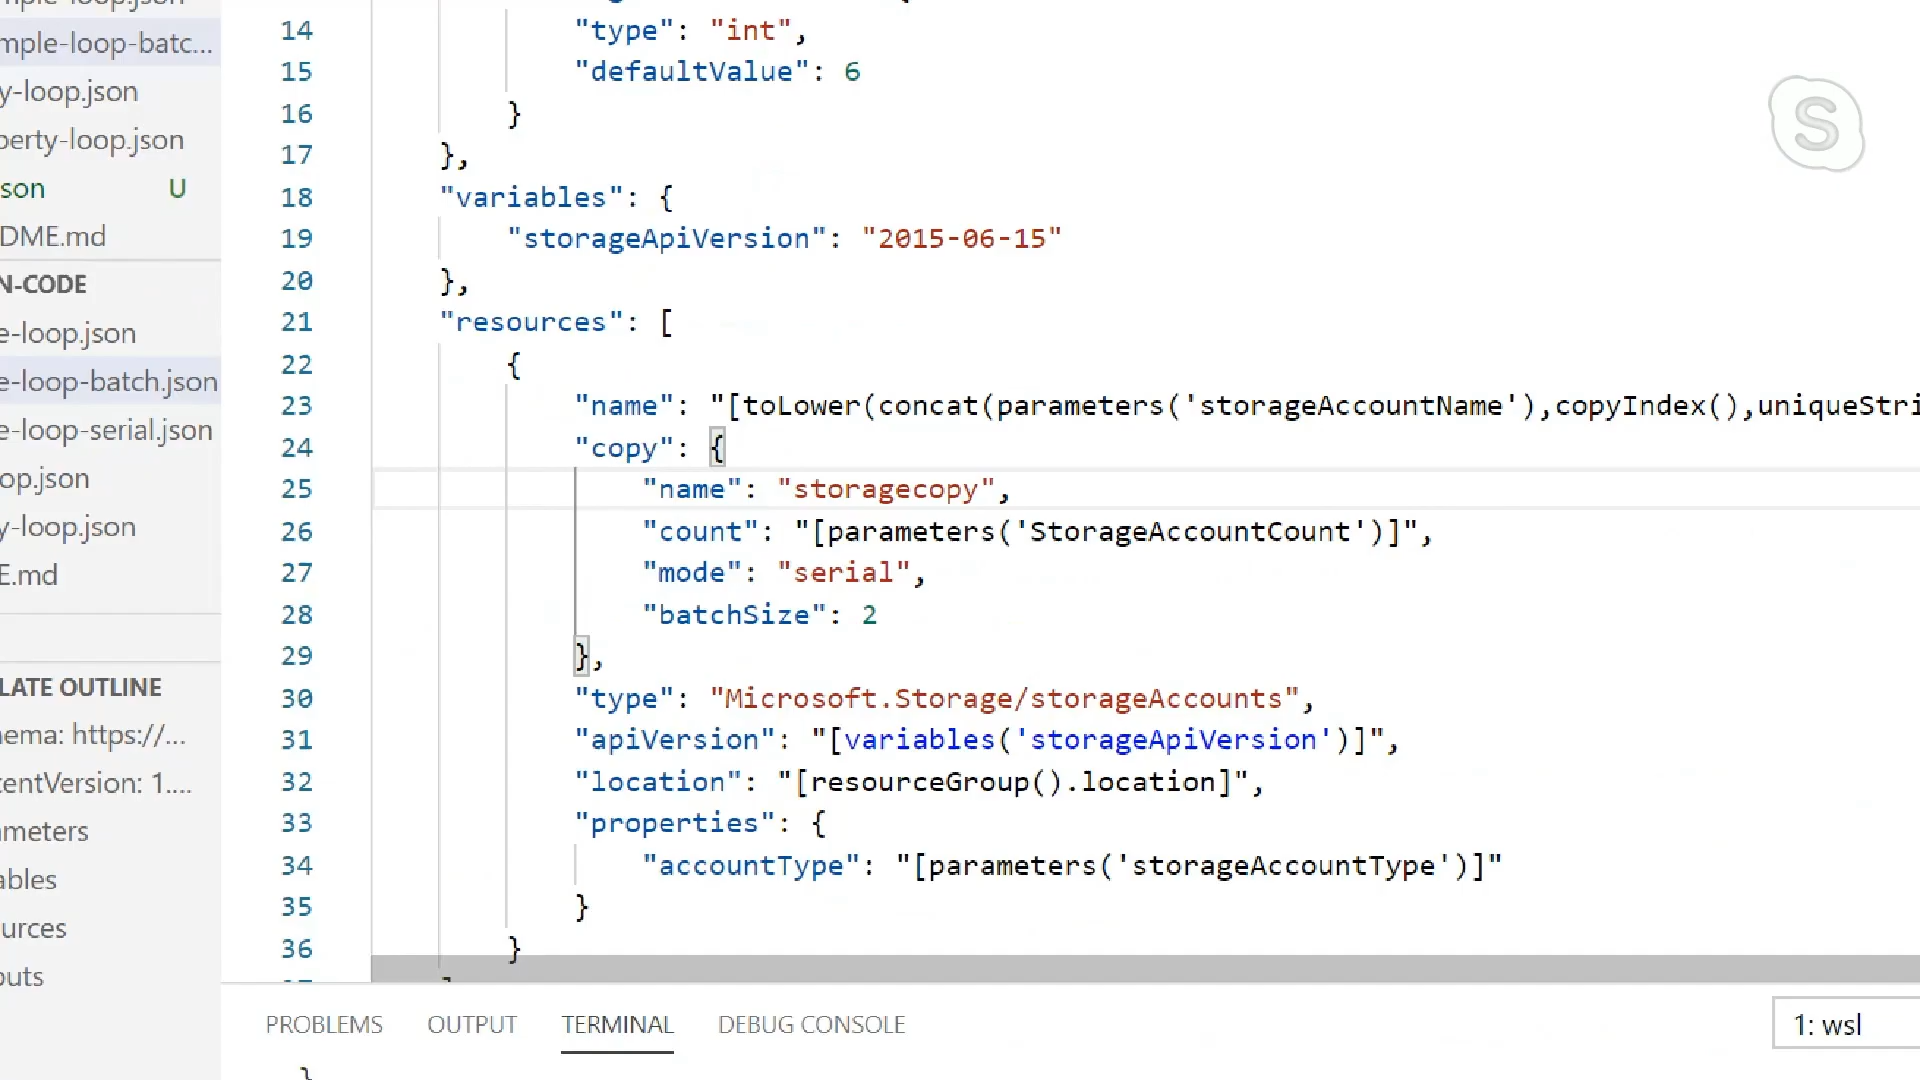 mple-loop-batc...
y-loop.json
perty-loop.json
son U
DME.md
N-CODE
e-loop.json
e-loop-batch.json
e-loop-serial.json
op.json
y-loop.json
E.md
LATE OUTLINE
ema: https://...
entVersion: 1....
meters
ables
urces
puts
14 "type": "int",
15 "defaultValue": 6
16 }
17 },
18 "variables": {
19 "storageApiVersion": "2015-06-15"
20 },
21 "resources": [
22 {
23 "name": "[toLower(concat(parameters('storageAccountName'),copyIndex(),uniqueStri
24 "copy": {
25 "name": "storagecopy",
26 "count": "[parameters('StorageAccountCount')]",
27 "mode": "serial",
28 "batchSize": 2
29 },
30 "type": "Microsoft.Storage/storageAccounts",
31 "apiVersion": "[variables('storageApiVersion')]",
32 "location": "[resourceGroup().location]",
33 "properties": {
34 "accountType": "[parameters('storageAccountType')]"
35 }
36 }
PROBLEMS OUTPUT TERMINAL DEBUG CONSOLE 1: wsl
}
S